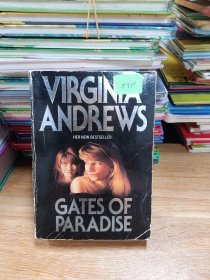 VIRGINIA
ANDREWS
HER NEW BESTSELLER
GATES OF
PARADISE